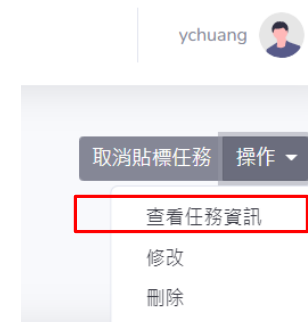 ychuang
取消貼標任務 操作
查看任務資訊
修改
刪除